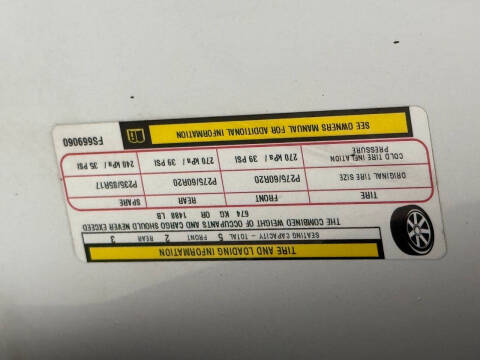 TIRE AND LOADING INFORMATION
SEATING CAPACITY - TOTAL 5 FRONT 2 REAR 3
THE COMBINED WEIGHT OF OCCUPANTS AND CARGO SHOULD NEVER EXCEED
674 KG OR 1488 LB
TIRE FRONT REAR SPARE
ORIGINAL TIRE SIZE P275/60R20 P275/60R20 P235/85R17
COLD TIRE INFLATION PRESSURE 270 kPa / 39 PSI 270 kPa / 39 PSI 240 kPa / 35 PSI
SEE OWNERS MANUAL FOR ADDITIONAL INFORMATION
FS669060